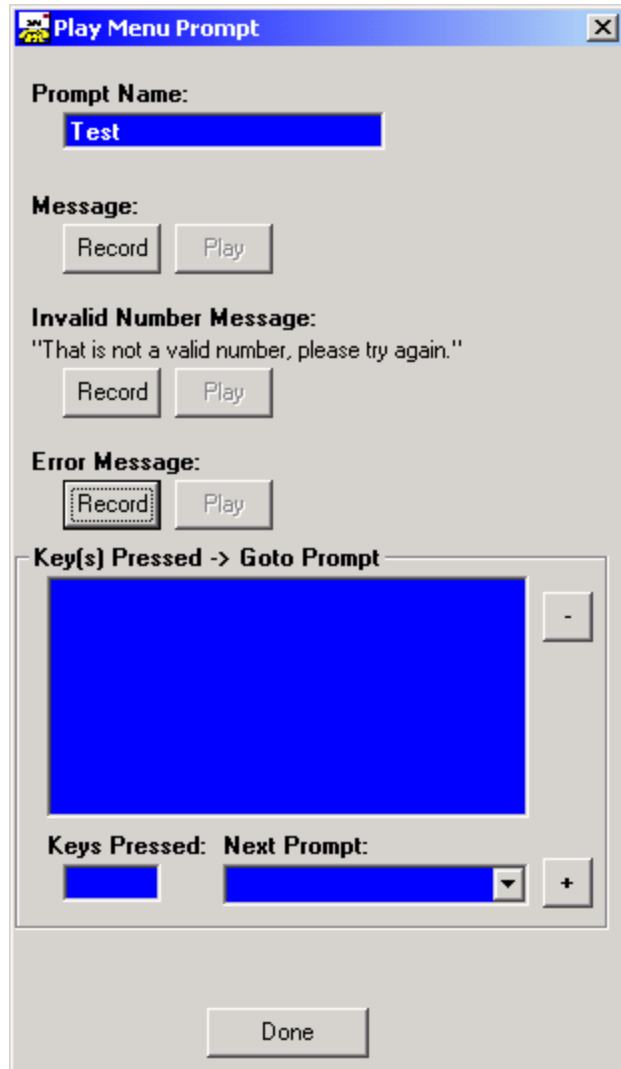 Play Menu Prompt
Prompt Name:
Test
Message:
Record Play
Invalid Number Message:
"That is not a valid number, please try again."
Record Play
Error Message:
Record Play
Key(s) Pressed -> Goto Prompt
-
Keys Pressed: Next Prompt:
+
Done